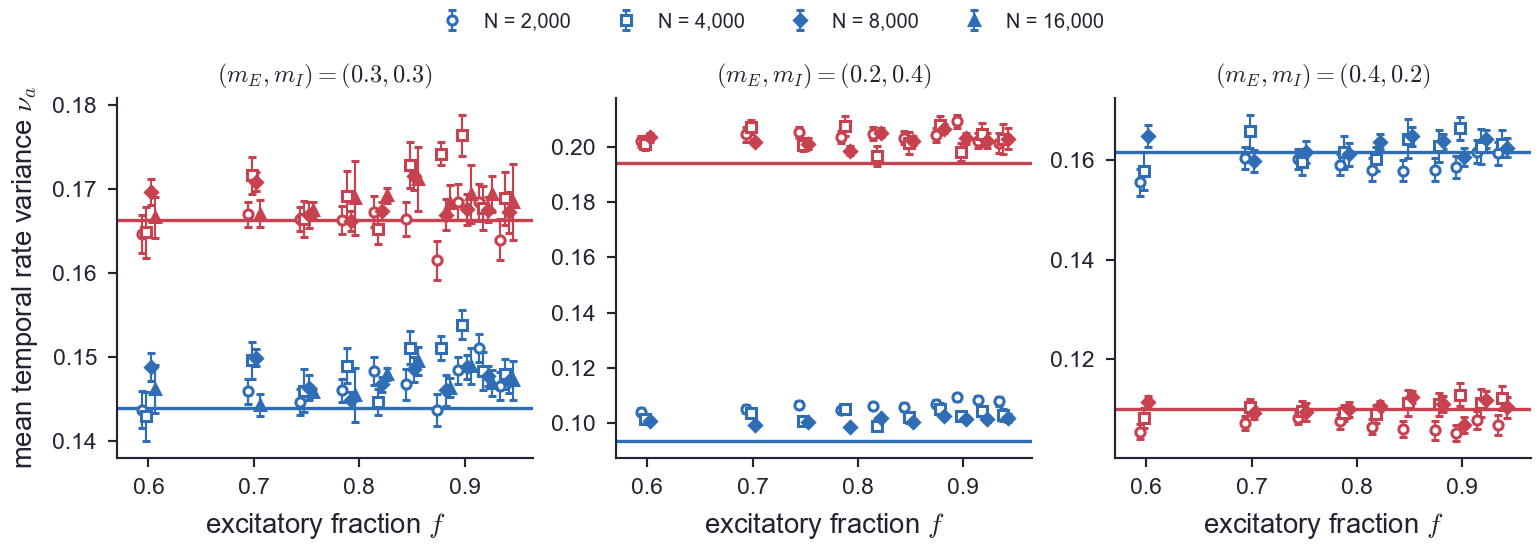 N = 2,000 N = 4,000 N = 8,000 N = 16,000
(m_E, m_I) = (0.3, 0.3)
(m_E, m_I) = (0.2, 0.4)
(m_E, m_I) = (0.4, 0.2)
mean temporal rate variance ν_a
0.18
0.17
0.16
0.15
0.14
0.6 0.7 0.8 0.9
excitatory fraction f
0.20
0.18
0.16
0.14
0.12
0.10
0.6 0.7 0.8 0.9
excitatory fraction f
0.16
0.14
0.12
0.6 0.7 0.8 0.9
excitatory fraction f